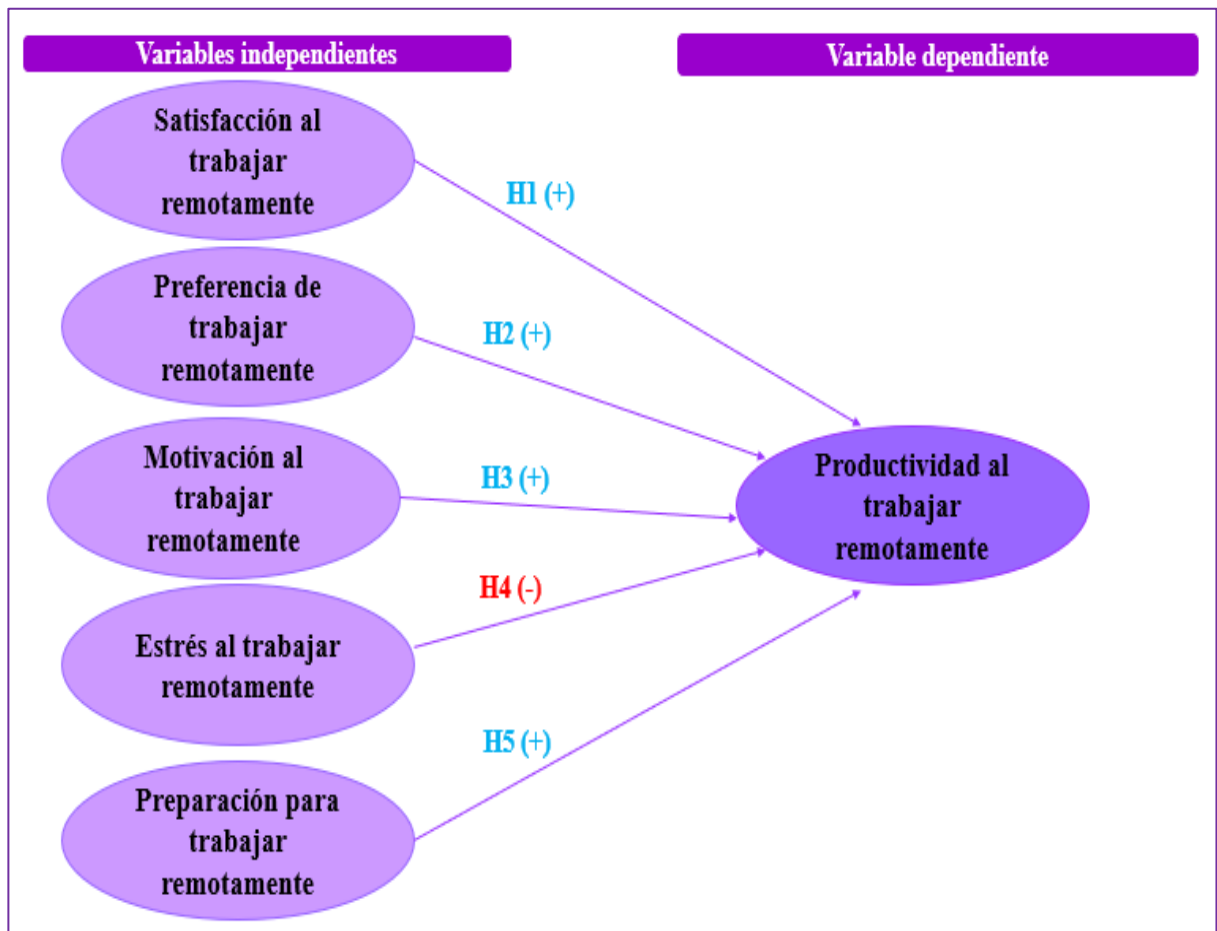 Variables independientes
Variable dependiente
Satisfacción al
trabajar
remotamente
H1 (+)
Preferencia de
trabajar
remotamente
H2 (+)
Motivación al
trabajar
remotamente
H3 (+)
Productividad al
trabajar
remotamente
H4 (-)
Estrés al trabajar
remotamente
H5 (+)
Preparación para
trabajar
remotamente